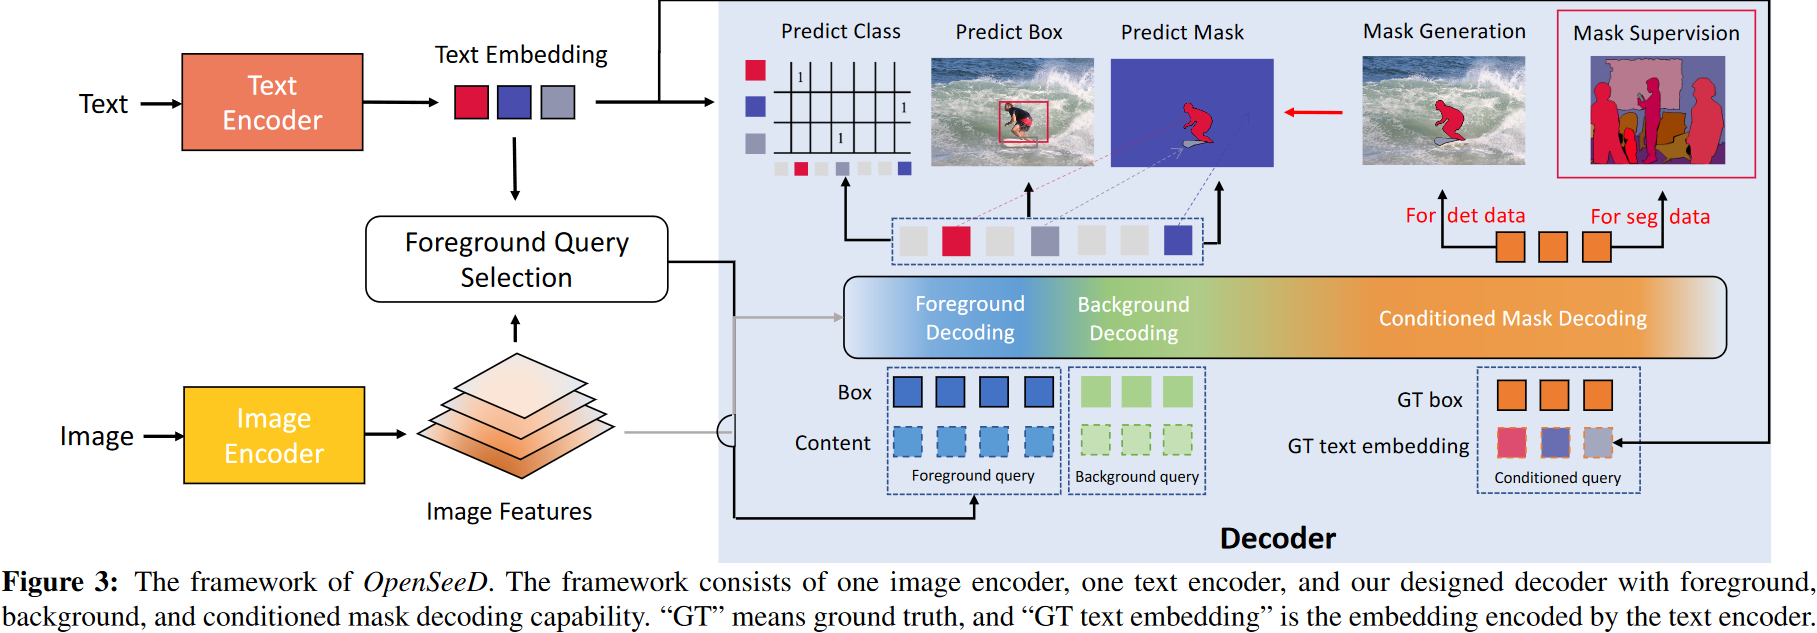 Text
Text
Encoder
Text Embedding
Foreground Query
Selection
Image
Image
Encoder
Image Features
Predict Class
1
1
1
Predict Box
Predict Mask
Mask Generation
Mask Supervision
For det data
For seg data
Foreground
Decoding
Background
Decoding
Conditioned Mask Decoding
Box
Content
Foreground query
Background query
GT box
GT text embedding
Conditioned query
Decoder
Figure 3: The framework of OpenSeeD. The framework consists of one image encoder, one text encoder, and our designed decoder with foreground,
background, and conditioned mask decoding capability. “GT” means ground truth, and “GT text embedding” is the embedding encoded by the text encoder.